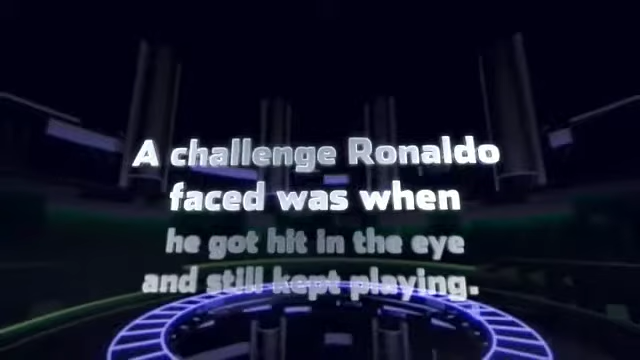 A challenge Ronaldo
faced was when
he got hit in the eye
and still kept playing.